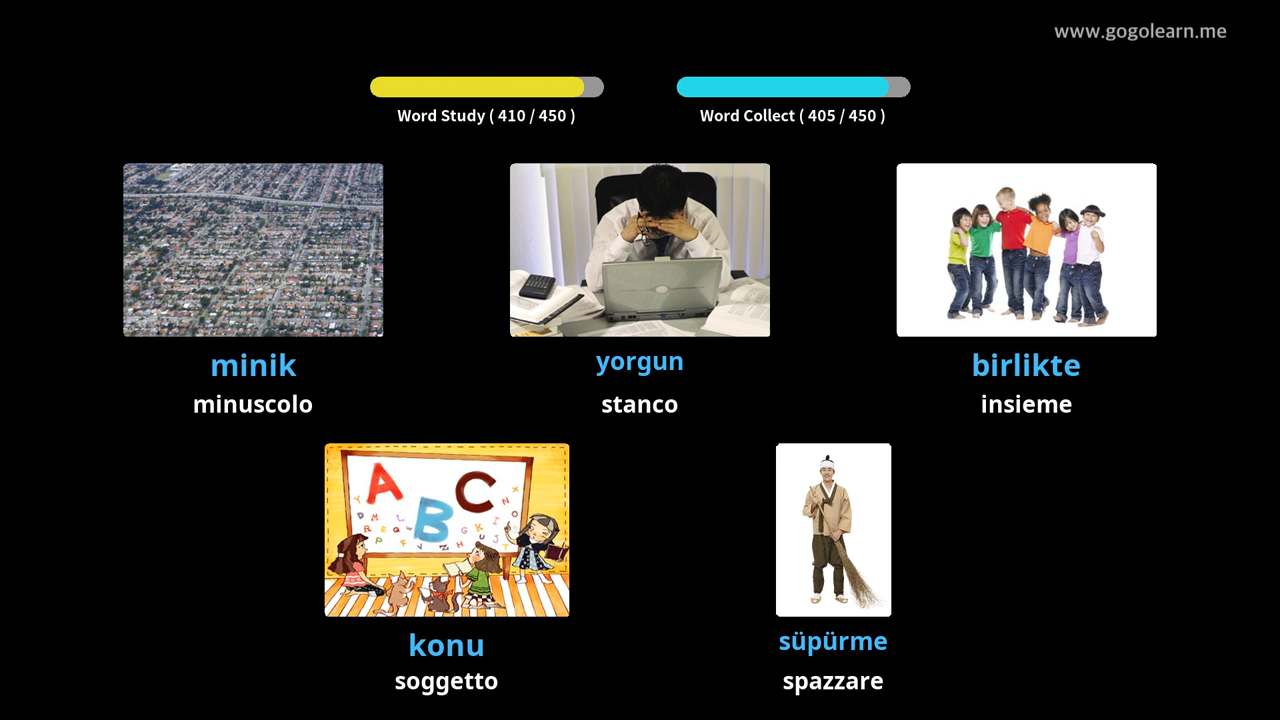 www.gogolearn.me
Word Study ( 410 / 450 )
Word Collect ( 405 / 450 )
minik
minuscolo
yorgun
stanco
birlikte
insieme
A B C
konu
soggetto
süpürme
spazzare